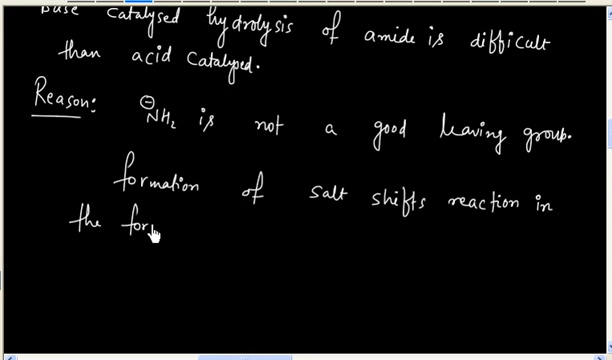 Base catalysed hydrolysis of amide is difficult
than acid catalysed.
Reason: ⊖NH₂ is not a good leaving group.
formation of salt shifts reaction in
the for